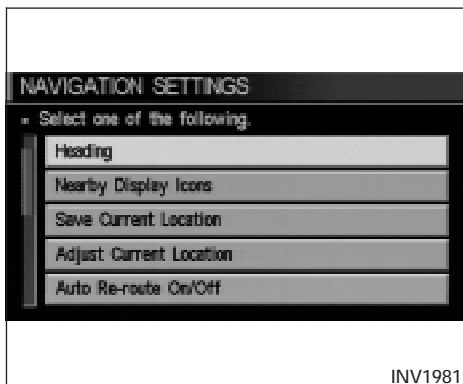 NAVIGATION SETTINGS
Select one of the following.
Heading
Nearby Display Icons
Save Current Location
Adjust Current Location
Auto Re-route On/Off
INV1981